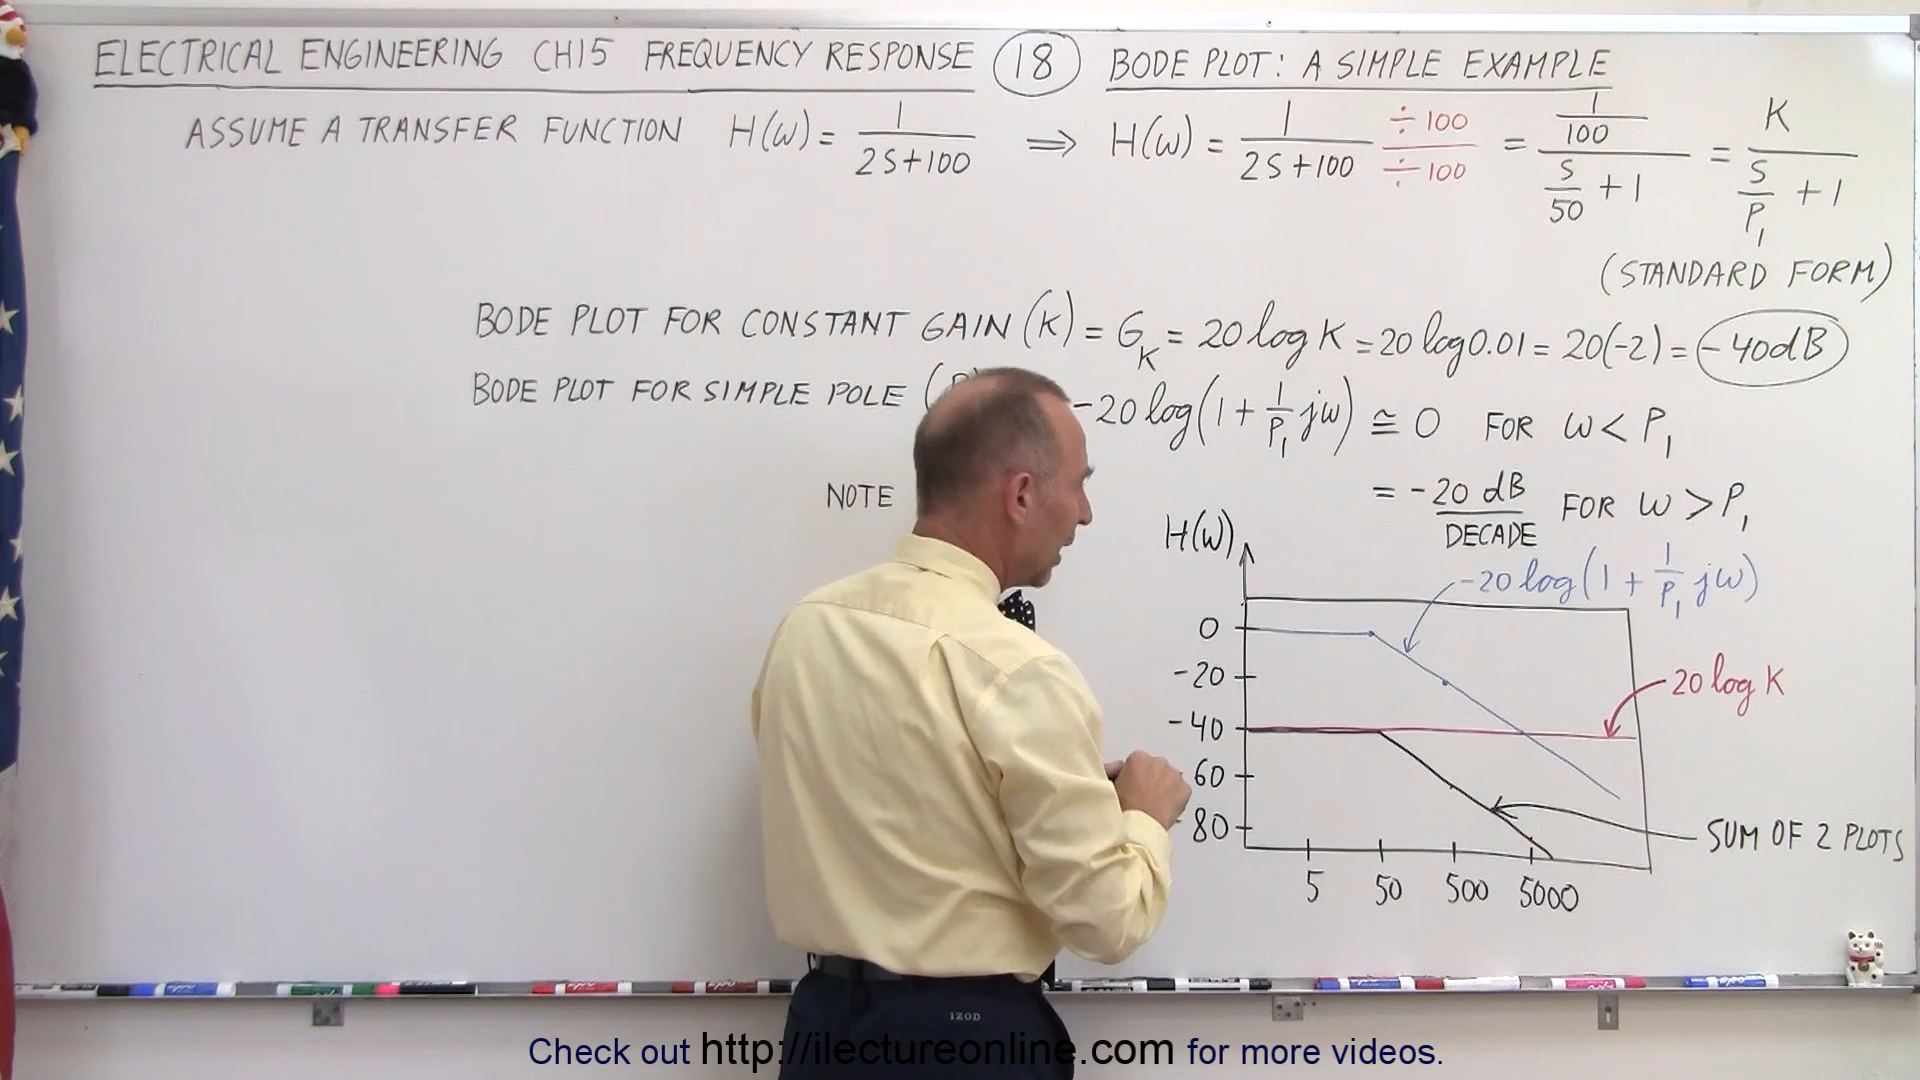 ELECTRICAL ENGINEERING CH15 FREQUENCY RESPONSE 18 BODE PLOT: A SIMPLE EXAMPLE
ASSUME A TRANSFER FUNCTION H(ω) = 1/(2S+100) ⇒ H(ω) = 1/(2S+100) ÷100/÷100 = (1/100)/(S/50 + 1) = K/(S/P₁ + 1)
(STANDARD FORM)
BODE PLOT FOR CONSTANT GAIN (K) = G_K = 20 log K = 20 log 0.01 = 20(-2) = -40dB
BODE PLOT FOR SIMPLE POLE ( -20 log(1 + 1/P₁ jω) ≅ 0 FOR ω < P₁
NOTE = -20 dB/DECADE FOR ω > P₁
H(ω)
-20 log(1 + 1/P₁ jω)
0
-20
20 log K
-40
60
80
SUM OF 2 PLOTS
5 50 500 5000
IZOD
Check out http://ilectureonline.com for more videos.